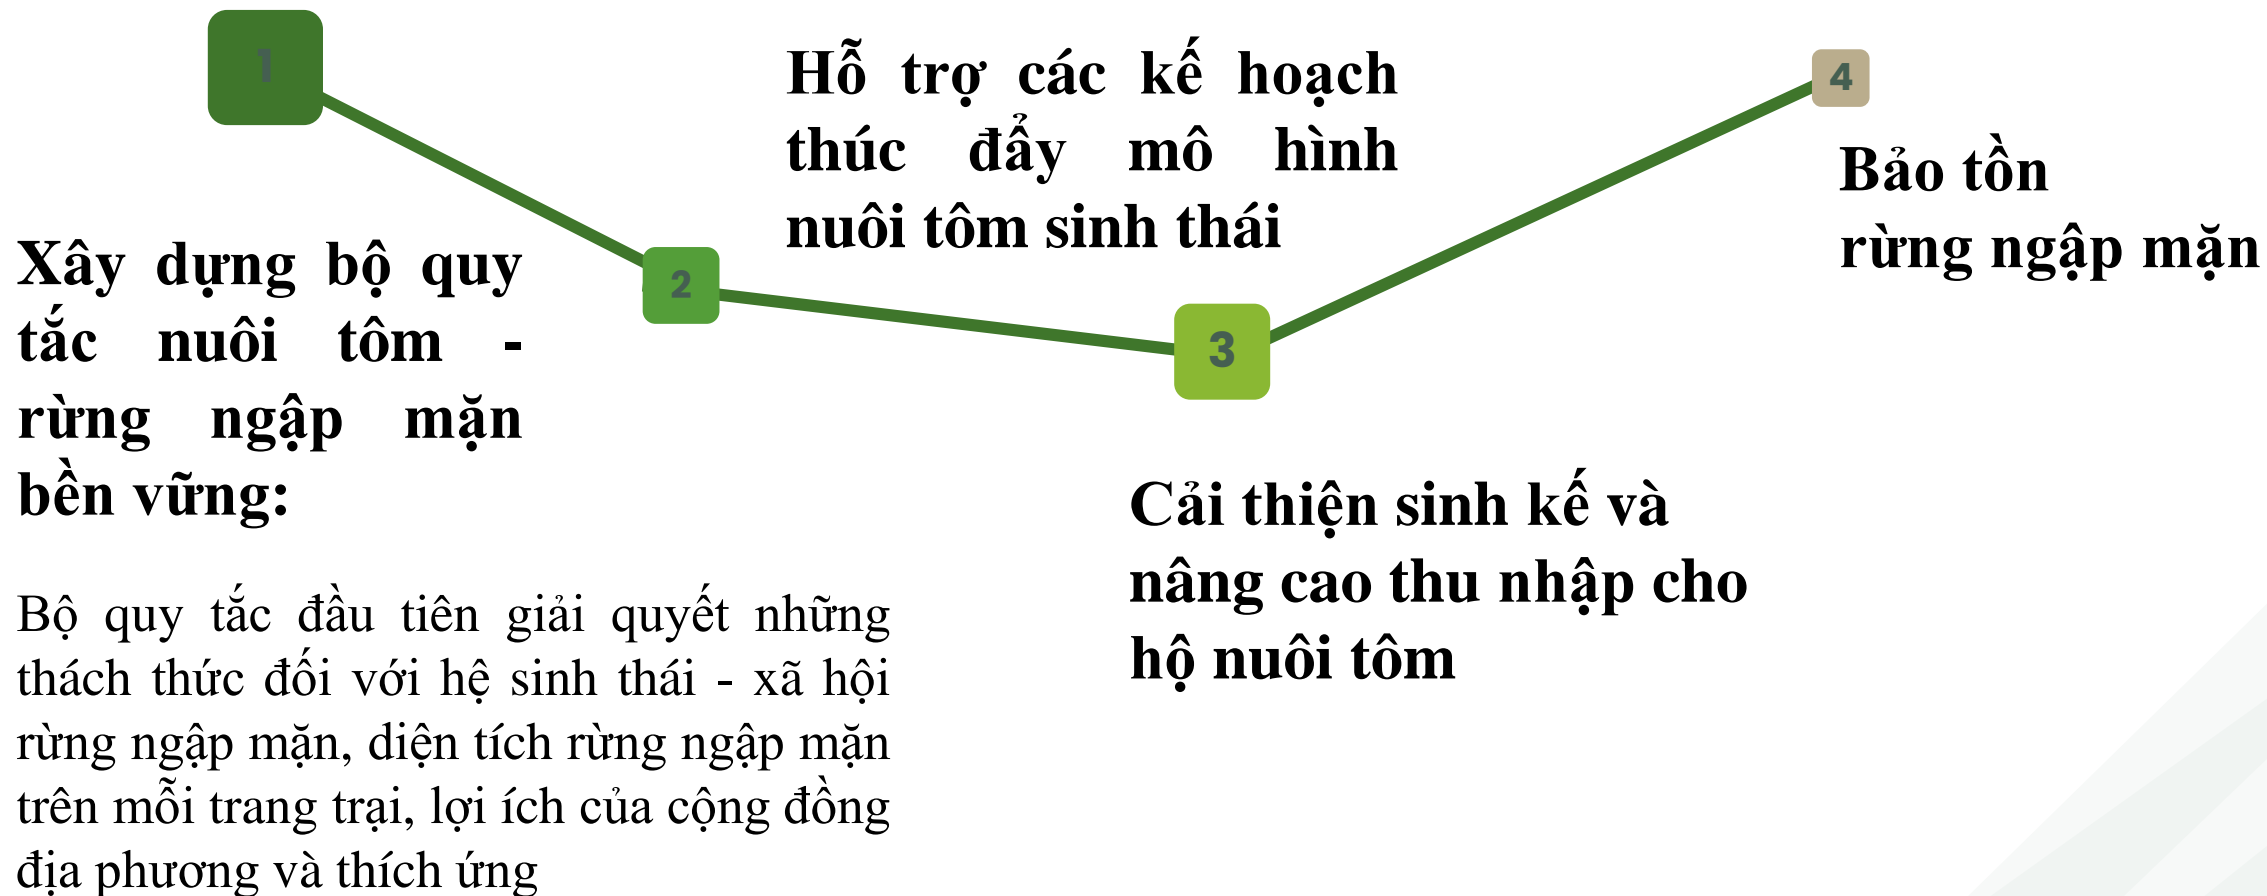 1
Xây dựng bộ quy
tắc nuôi tôm -
rừng ngập mặn
bền vững:
Bộ quy tắc đầu tiên giải quyết những
thách thức đối với hệ sinh thái - xã hội
rừng ngập mặn, diện tích rừng ngập mặn
trên mỗi trang trại, lợi ích của cộng đồng
địa phương và thích ứng
2
Hỗ trợ các kế hoạch
thúc đẩy mô hình
nuôi tôm sinh thái
3
Cải thiện sinh kế và
nâng cao thu nhập cho
hộ nuôi tôm
4
Bảo tồn
rừng ngập mặn